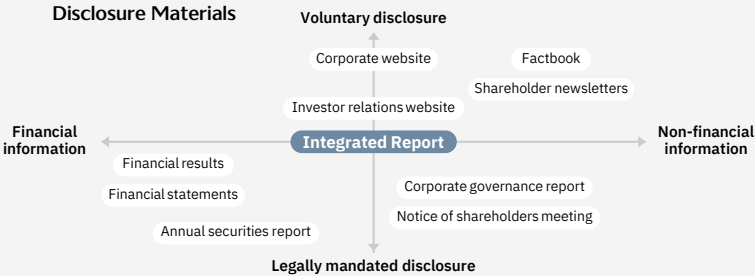 Disclosure Materials
Voluntary disclosure
Corporate website
Factbook
Shareholder newsletters
Investor relations website
Financial
information
Integrated Report
Non-financial
information
Financial results
Financial statements
Corporate governance report
Notice of shareholders meeting
Annual securities report
Legally mandated disclosure